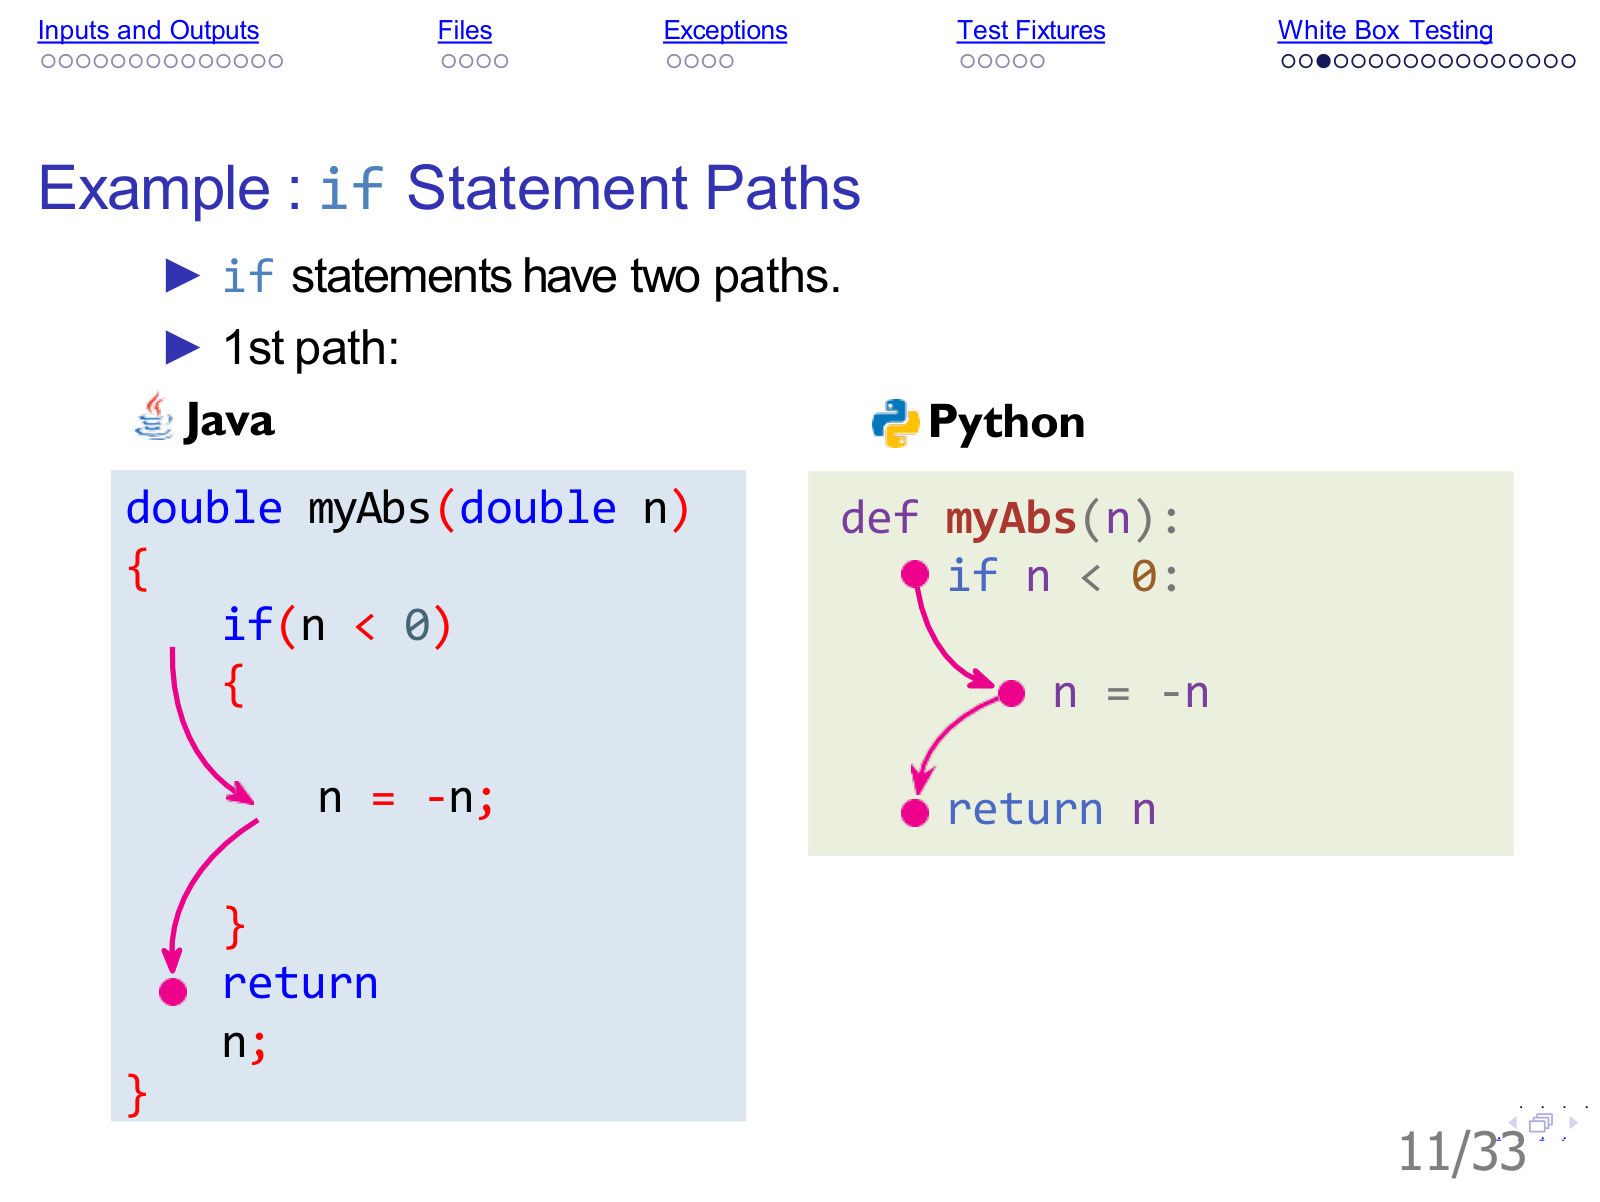 Inputs and Outputs Files Exceptions Test Fixtures White Box Testing
Example : if Statement Paths
► if statements have two paths.
► 1st path:
Java
double myAbs(double n)
{
if(n < 0)
{
n = -n;
}
return
n;
}
Python
def myAbs(n):
if n < 0:
n = -n
return n
11/33